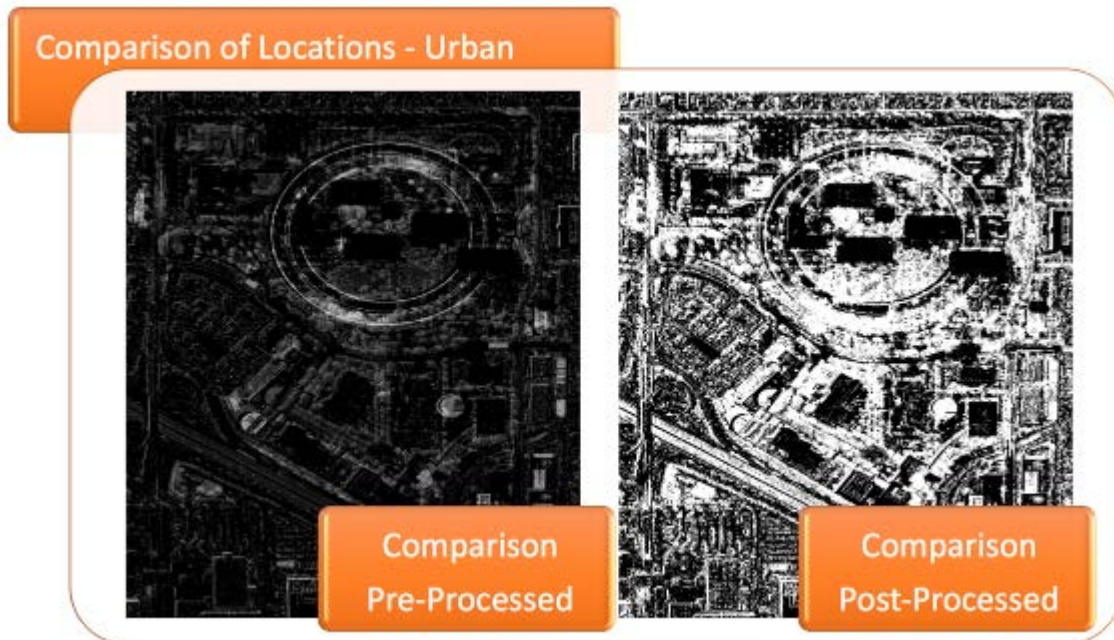 Comparison of Locations - Urban
Comparison
Pre-Processed
Comparison
Post-Processed